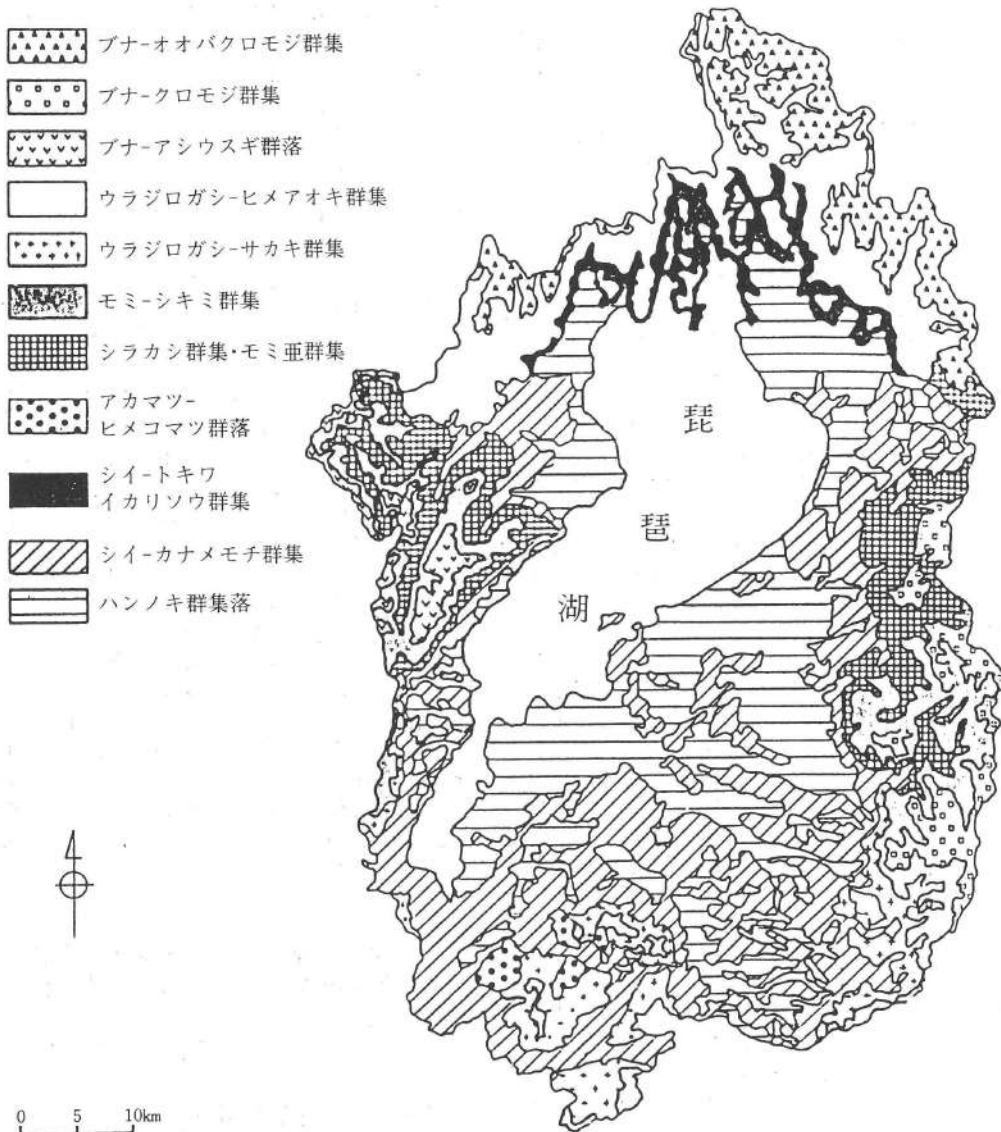 ブナ-オオバクロモジ群集
ブナ-クロモジ群集
ブナ-アシウスギ群落
ウラジロガシ-ヒメアオキ群集
ウラジロガシ-サカキ群集
モミ-シキミ群集
シラカシ群集・モミ亜群集
アカマツ-
ヒメコマツ群落
シイ-トキワ
イカリソウ群集
シイ-カナメモチ群集
ハンノキ群集落
琵
琶
湖
0 5 10km